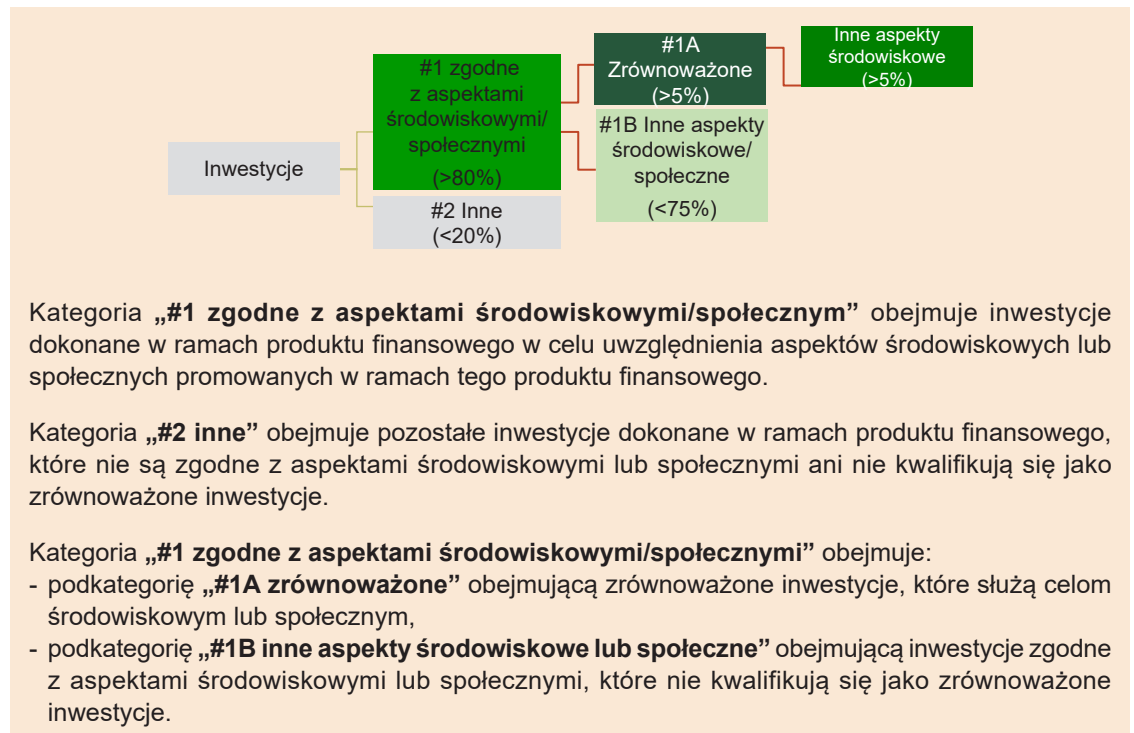 Inwestycje
#1 zgodne
z aspektami
środowiskowymi/
społecznymi
(>80%)
#2 Inne
(<20%)
#1A
Zrównoważone
(>5%)
#1B Inne aspekty
środowiskowe/
społeczne
(<75%)
Inne aspekty
środowiskowe
(>5%)
Kategoria „#1 zgodne z aspektami środowiskowymi/społecznym” obejmuje inwestycje
dokonane w ramach produktu finansowego w celu uwzględnienia aspektów środowiskowych lub
społecznych promowanych w ramach tego produktu finansowego.
Kategoria „#2 inne” obejmuje pozostałe inwestycje dokonane w ramach produktu finansowego,
które nie są zgodne z aspektami środowiskowymi lub społecznymi ani nie kwalifikują się jako
zrównoważone inwestycje.
Kategoria „#1 zgodne z aspektami środowiskowymi/społecznymi” obejmuje:
- podkategorię „#1A zrównoważone” obejmującą zrównoważone inwestycje, które służą celom
środowiskowym lub społecznym,
- podkategorię „#1B inne aspekty środowiskowe lub społeczne” obejmującą inwestycje zgodne
z aspektami środowiskowymi lub społecznymi, które nie kwalifikują się jako zrównoważone
inwestycje.